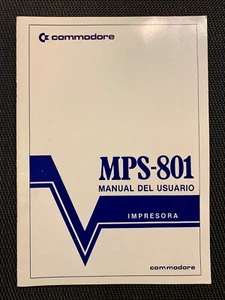 commodore
MPS-801
MANUAL DEL USUARIO
IMPRESORA
commodore